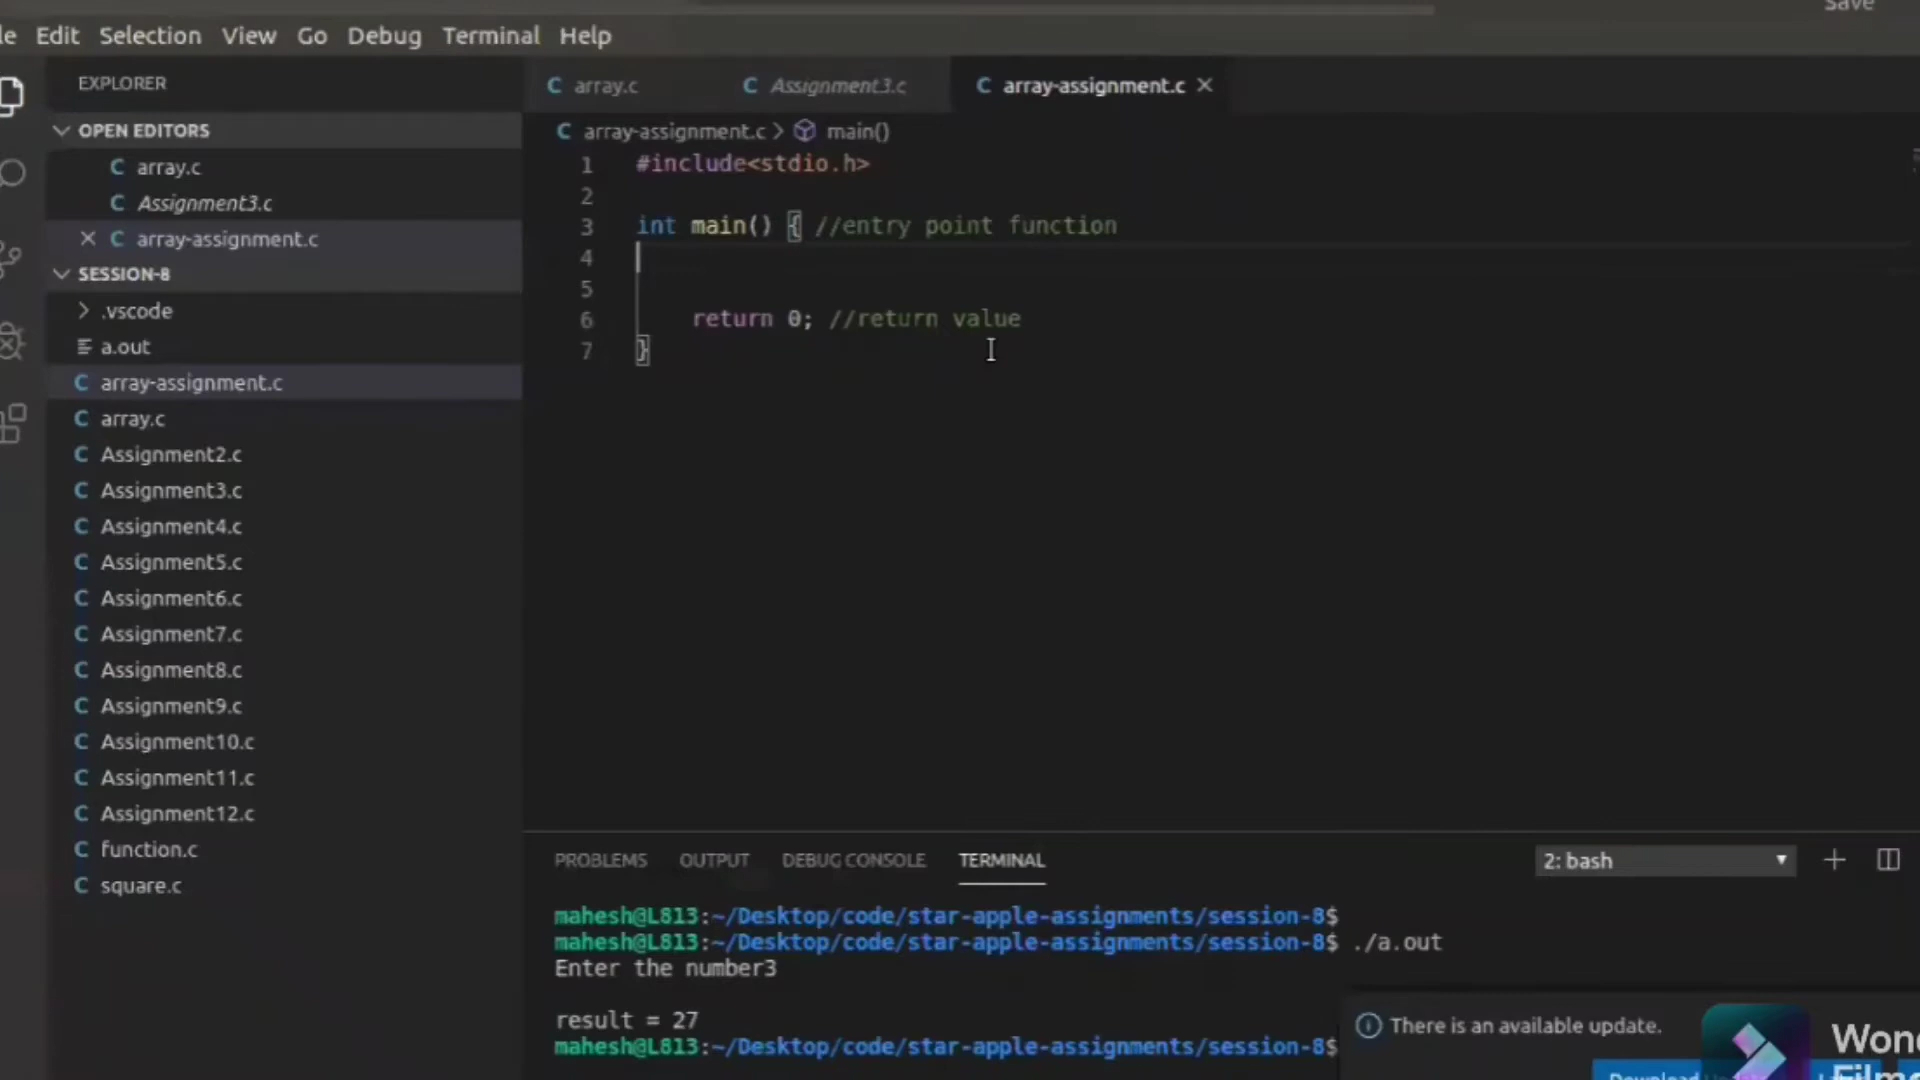 Save
le Edit Selection View Go Debug Terminal Help
EXPLORER
OPEN EDITORS
C array.c
C Assignment3.c
× C array-assignment.c
SESSION-8
.vscode
a.out
C array-assignment.c
C array.c
C Assignment2.c
C Assignment3.c
C Assignment4.c
C Assignment5.c
C Assignment6.c
C Assignment7.c
C Assignment8.c
C Assignment9.c
C Assignment10.c
C Assignment11.c
C Assignment12.c
C function.c
C square.c
C array.c C Assignment3.c C array-assignment.c ×
C array-assignment.c > main()
1 #include<stdio.h>
2
3 int main() { //entry point function
4
5
6 return 0; //return value
7 }
PROBLEMS OUTPUT DEBUG CONSOLE TERMINAL 2: bash
mahesh@L813:~/Desktop/code/star-apple-assignments/session-8$
mahesh@L813:~/Desktop/code/star-apple-assignments/session-8$ ./a.out
Enter the number3
result = 27
mahesh@L813:~/Desktop/code/star-apple-assignments/session-8$
There is an available update.